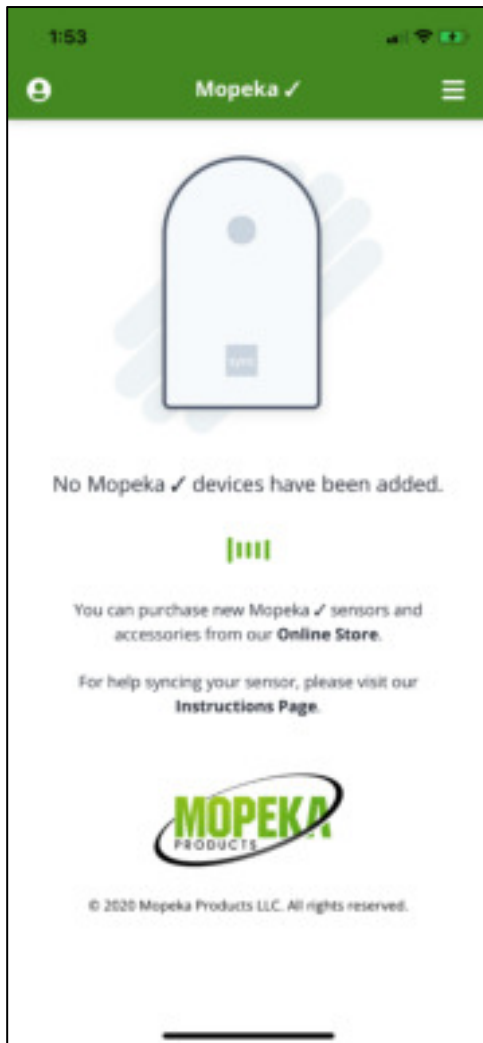 1:53
Mopeka ✓
sync
No Mopeka ✓ devices have been added.
You can purchase new Mopeka ✓ sensors and
accessories from our Online Store.
For help syncing your sensor, please visit our
Instructions Page.
MOPEKA
PRODUCTS
© 2020 Mopeka Products LLC. All rights reserved.